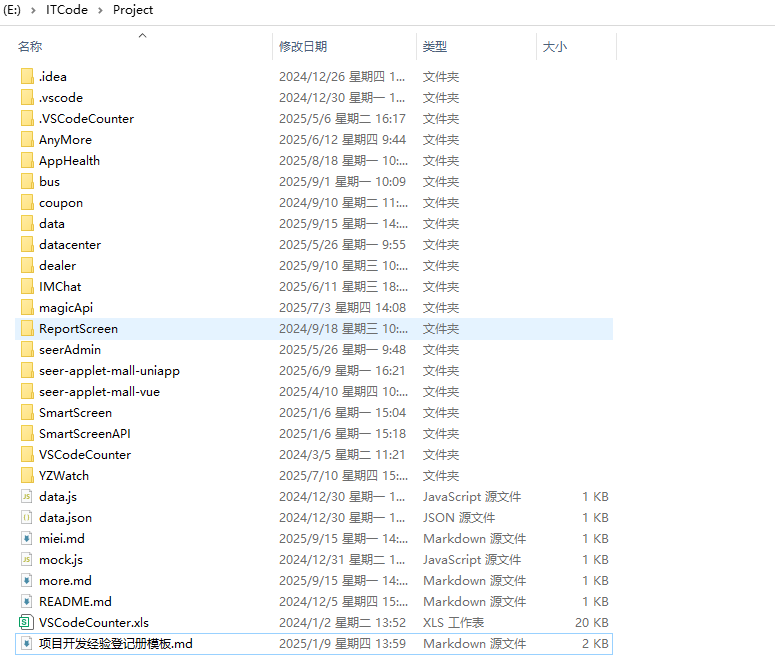 (E:) › ITCode › Project
名称 修改日期 类型 大小
.idea 2024/12/26 星期四 1... 文件夹
.vscode 2024/12/30 星期一 1... 文件夹
.VSCodeCounter 2025/5/6 星期二 16:17 文件夹
AnyMore 2025/6/12 星期四 9:44 文件夹
AppHealth 2025/8/18 星期一 10:... 文件夹
bus 2025/9/1 星期一 10:09 文件夹
coupon 2024/9/10 星期二 11:... 文件夹
data 2025/9/15 星期一 14:... 文件夹
datacenter 2025/5/26 星期一 9:55 文件夹
dealer 2025/9/10 星期三 10:... 文件夹
IMChat 2025/6/11 星期三 18:... 文件夹
magicApi 2025/7/3 星期四 14:08 文件夹
ReportScreen 2024/9/18 星期三 10:... 文件夹
seerAdmin 2025/5/26 星期一 9:48 文件夹
seer-applet-mall-uniapp 2025/6/9 星期一 16:21 文件夹
seer-applet-mall-vue 2025/4/10 星期四 10:... 文件夹
SmartScreen 2025/1/6 星期一 15:04 文件夹
SmartScreenAPI 2025/1/6 星期一 15:18 文件夹
VSCodeCounter 2024/3/5 星期二 11:21 文件夹
YZWatch 2025/7/10 星期四 15:... 文件夹
data.js 2024/12/30 星期一 1... JavaScript 源文件 1 KB
data.json 2024/12/30 星期一 1... JSON 源文件 1 KB
miei.md 2025/9/15 星期一 14:... Markdown 源文件 1 KB
mock.js 2024/12/31 星期二 1... JavaScript 源文件 1 KB
more.md 2025/9/15 星期一 14:... Markdown 源文件 1 KB
README.md 2024/12/5 星期四 15:... Markdown 源文件 1 KB
VSCodeCounter.xls 2024/1/2 星期二 13:52 XLS 工作表 20 KB
项目开发经验登记册模板.md 2025/1/9 星期四 13:59 Markdown 源文件 2 KB